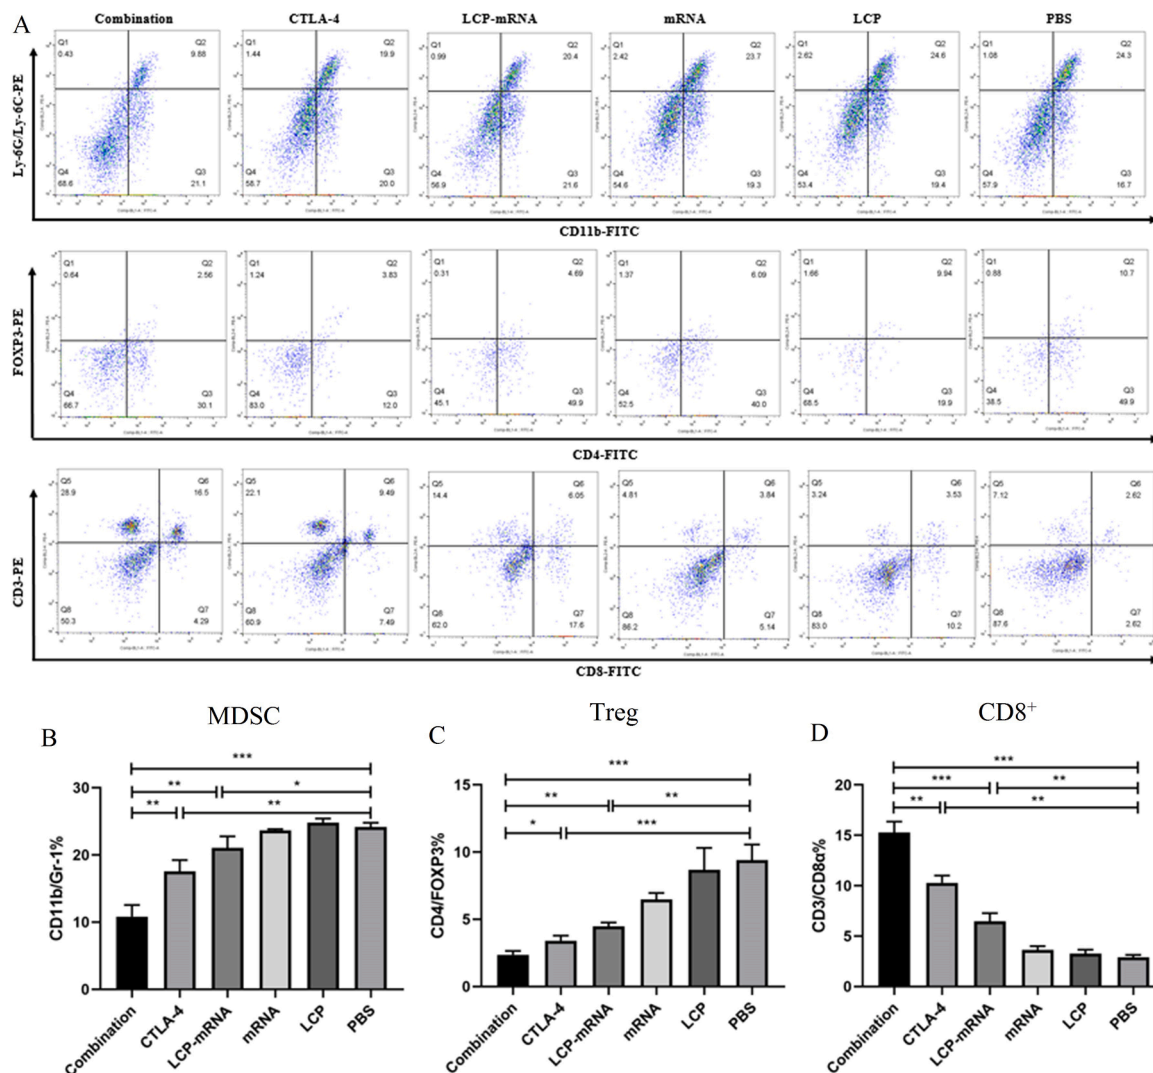 A
Combination CTLA-4 LCP-mRNA mRNA LCP PBS
Ly-6G/Ly-6C-PE
Q1 0.43 Q2 9.88 Q4 68.6 Q3 21.1
Q1 1.44 Q2 19.9 Q4 58.7 Q3 20.0
Q1 0.99 Q2 20.4 Q4 56.9 Q3 21.6
Q1 2.42 Q2 23.7 Q4 54.6 Q3 19.3
Q1 2.62 Q2 24.6 Q4 53.4 Q3 19.4
Q1 1.08 Q2 24.3 Q4 57.9 Q3 16.7
CD11b-FITC
FOXP3-PE
Q1 0.64 Q2 2.56 Q4 66.7 Q3 30.1
Q1 1.24 Q2 3.83 Q4 83.0 Q3 12.0
Q1 0.31 Q2 4.69 Q4 45.1 Q3 49.9
Q1 1.37 Q2 6.09 Q4 52.5 Q3 40.0
Q1 1.66 Q2 9.94 Q4 68.5 Q3 19.9
Q1 0.88 Q2 10.7 Q4 38.5 Q3 49.9
CD4-FITC
CD3-PE
Q5 28.9 Q6 16.5 Q8 50.3 Q7 4.29
Q5 22.1 Q6 9.49 Q8 60.9 Q7 7.49
Q5 14.4 Q6 6.05 Q8 62.0 Q7 17.6
Q5 4.81 Q6 3.84 Q8 86.2 Q7 5.14
Q5 3.24 Q6 3.53 Q8 83.0 Q7 10.2
Q5 7.12 Q6 2.62 Q8 87.6 Q7 2.62
CD8-FITC
B
MDSC
***
** *
** **
CD11b/Gr-1%
30
20
10
0
Combination CTLA-4 LCP-mRNA mRNA LCP PBS
C
Treg
***
** **
* ***
CD4/FOXP3%
15
10
5
0
Combination CTLA-4 LCP-mRNA mRNA LCP PBS
D
CD8+
***
*** **
** **
CD3/CD8α%
20
15
10
5
0
Combination CTLA-4 LCP-mRNA mRNA LCP PBS